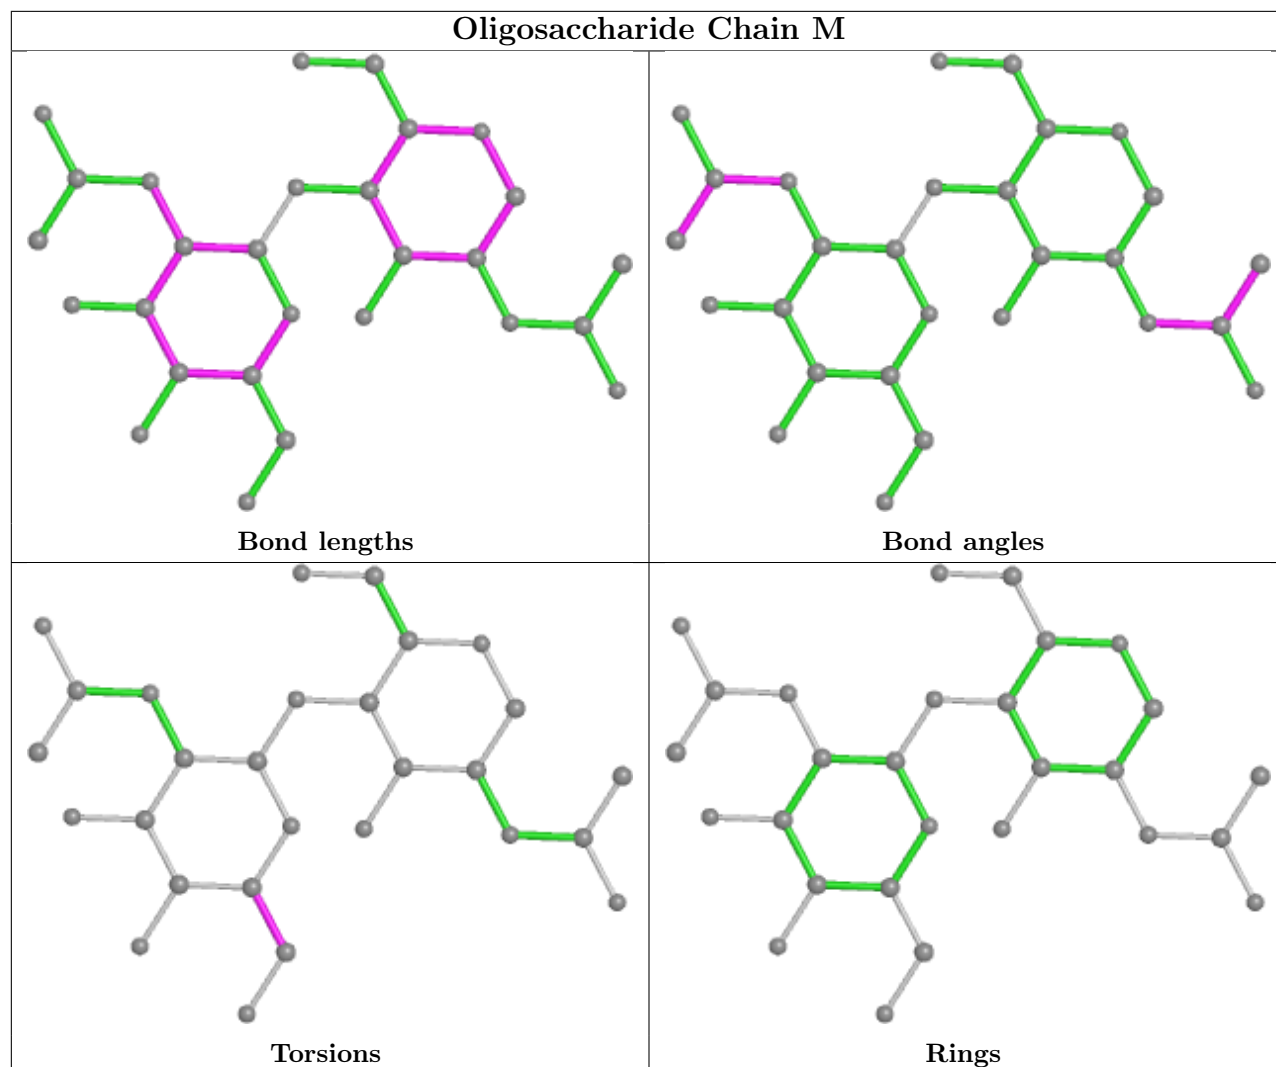 Oligosaccharide Chain M
Bond lengths
Bond angles
Torsions
Rings